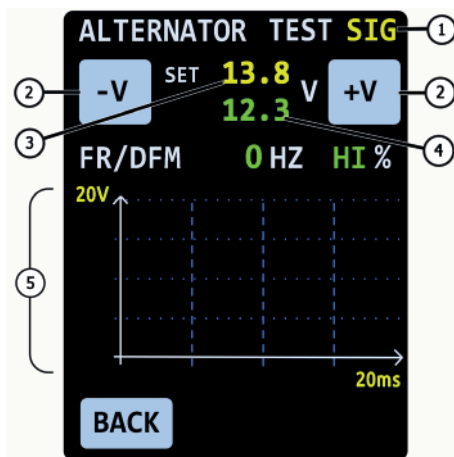 ALTERNATOR TEST SIG 1
2 -V SET 13.8 V +V 2
3 12.3 4
FR/DFM 0 HZ HI %
20V
5
20ms
BACK